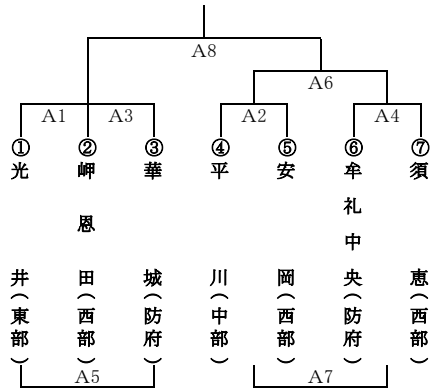 A8
A6
A1
A3
A2
A4
①光井(東部)
②岬恩田(西部)
③華城(防府)
④平川(中部)
⑤安岡(西部)
⑥牟礼中央(防府)
⑦須恵(西部)
A5
A7